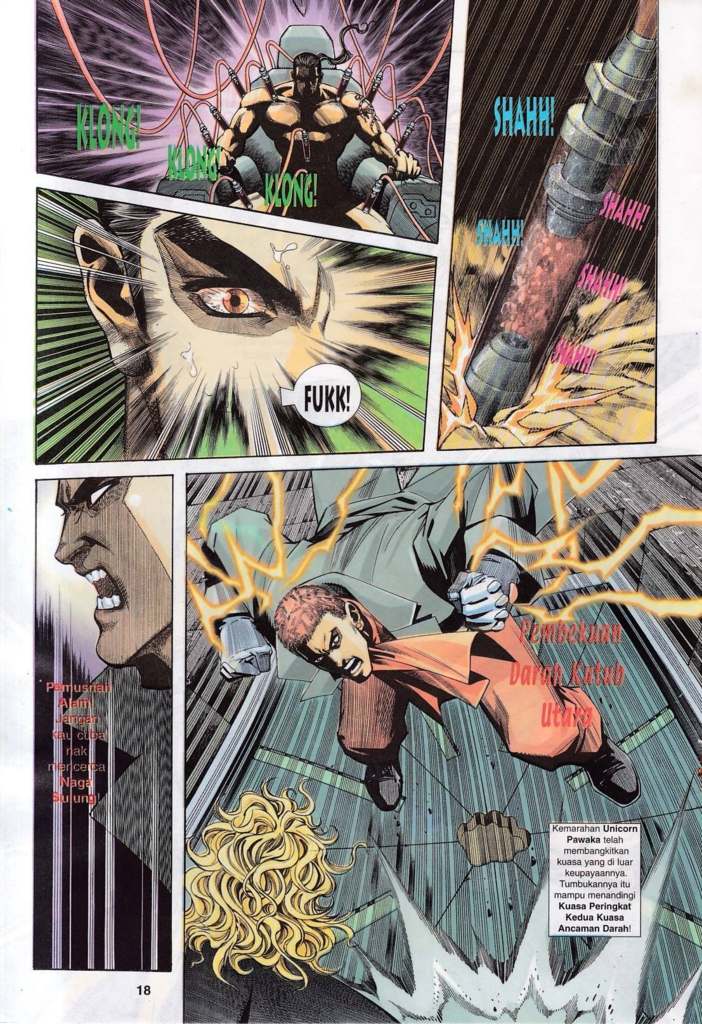 KLONG!
KLONG!
KLONG!
SHAHH!
SHAHH!
SHAHH!
SHAHH!
SHAHH!
FUKK!
Pemusnah
Alam!
Jangan
kau cuba
nak
mencerca
Naga
Sulung!
Pembekuan
Darah Kutub
Utara
Kemarahan Unicorn
Pawaka telah
membangkitkan
kuasa yang di luar
keupayaannya.
Tumbukannya itu
mampu menandingi
Kuasa Peringkat
Kedua Kuasa
Ancaman Darah!
18